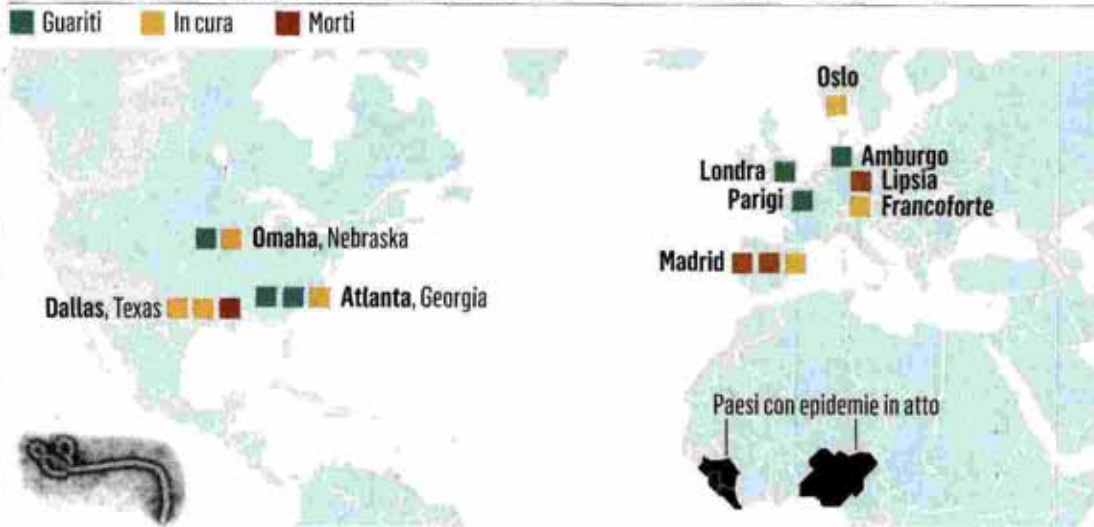 Guariti In cura Morti
Oslo
Londra
Amburgo
Lipsia
Parigi
Francoforte
Omaha, Nebraska
Madrid
Dallas, Texas
Atlanta, Georgia
Paesi con epidemie in atto